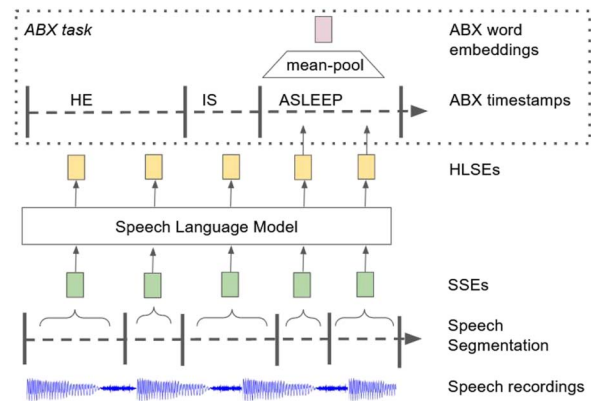 ABX task
ABX word
embeddings
mean-pool
HE
IS
ASLEEP
ABX timestamps
HLSEs
Speech Language Model
SSEs
Speech
Segmentation
Speech recordings